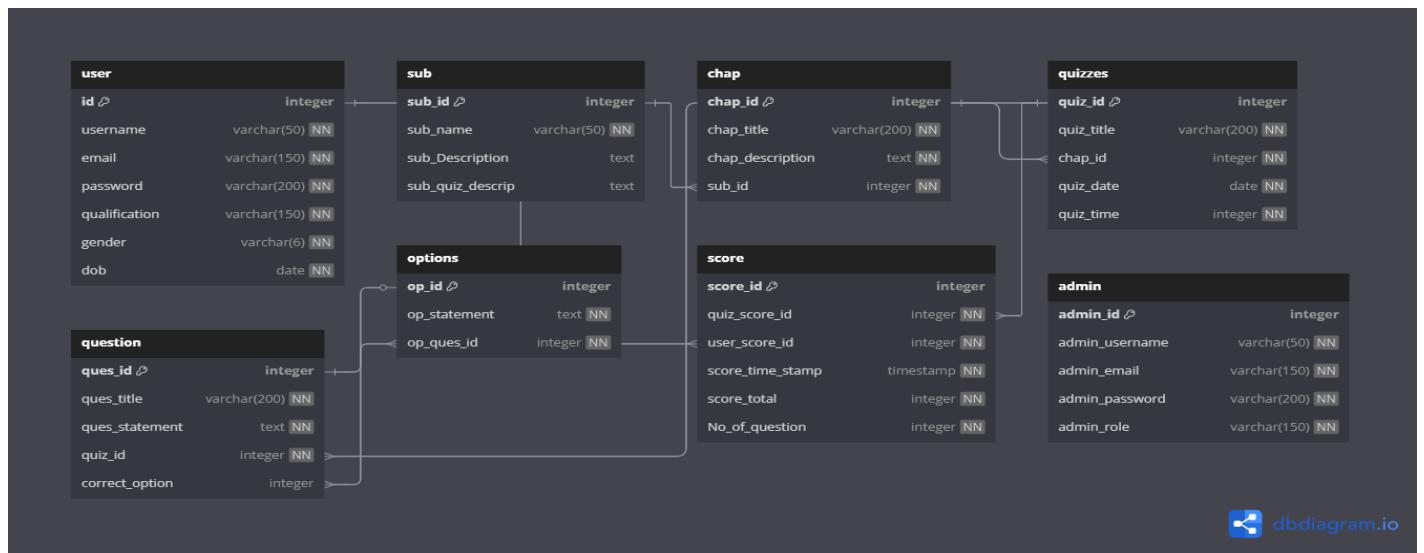 user
id integer
username varchar(50) NN
email varchar(150) NN
password varchar(200) NN
qualification varchar(150) NN
gender varchar(6) NN
dob date NN
sub
sub_id integer
sub_name varchar(50) NN
sub_Description text
sub_quiz_descrip text
chap
chap_id integer
chap_title varchar(200) NN
chap_description text NN
sub_id integer NN
quizzes
quiz_id integer
quiz_title varchar(200) NN
chap_id integer NN
quiz_date date NN
quiz_time integer NN
options
op_id integer
op_statement text NN
op_ques_id integer NN
score
score_id integer
quiz_score_id integer NN
user_score_id integer NN
score_time_stamp timestamp NN
score_total integer NN
No_of_question integer NN
admin
admin_id integer
admin_username varchar(50) NN
admin_email varchar(150) NN
admin_password varchar(200) NN
admin_role varchar(150) NN
question
ques_id integer
ques_title varchar(200) NN
ques_statement text NN
quiz_id integer NN
correct_option integer
dbdiagram.io